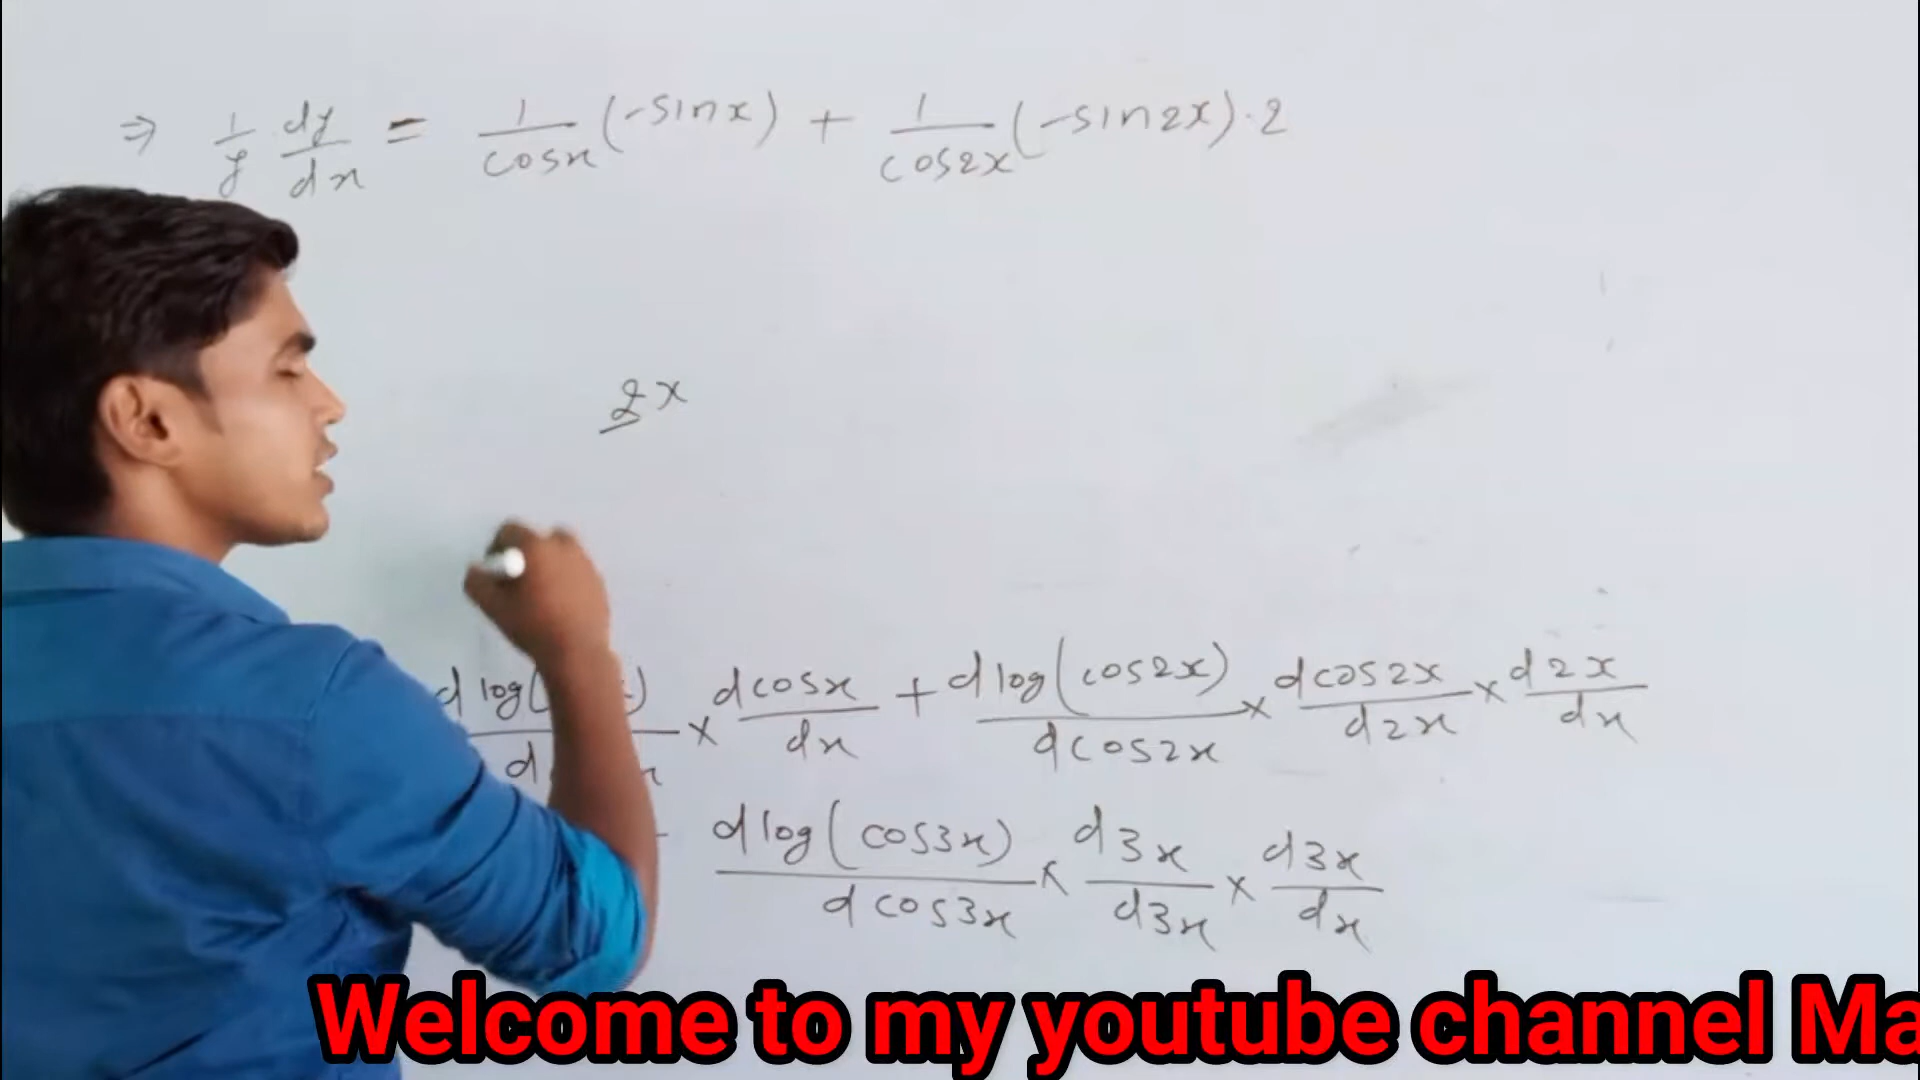 ⇒ 1/y dy/dx = 1/cosx (-sinx) + 1/cos2x (-sin2x)·2
2x
d log( x)/d x × dcosx/dx + d log(cos2x)/dcos2x × dcos2x/d2x × d2x/dx
d log(cos3x)/d cos3x × d3x/d3x × d3x/dx
Welcome to my youtube channel Ma